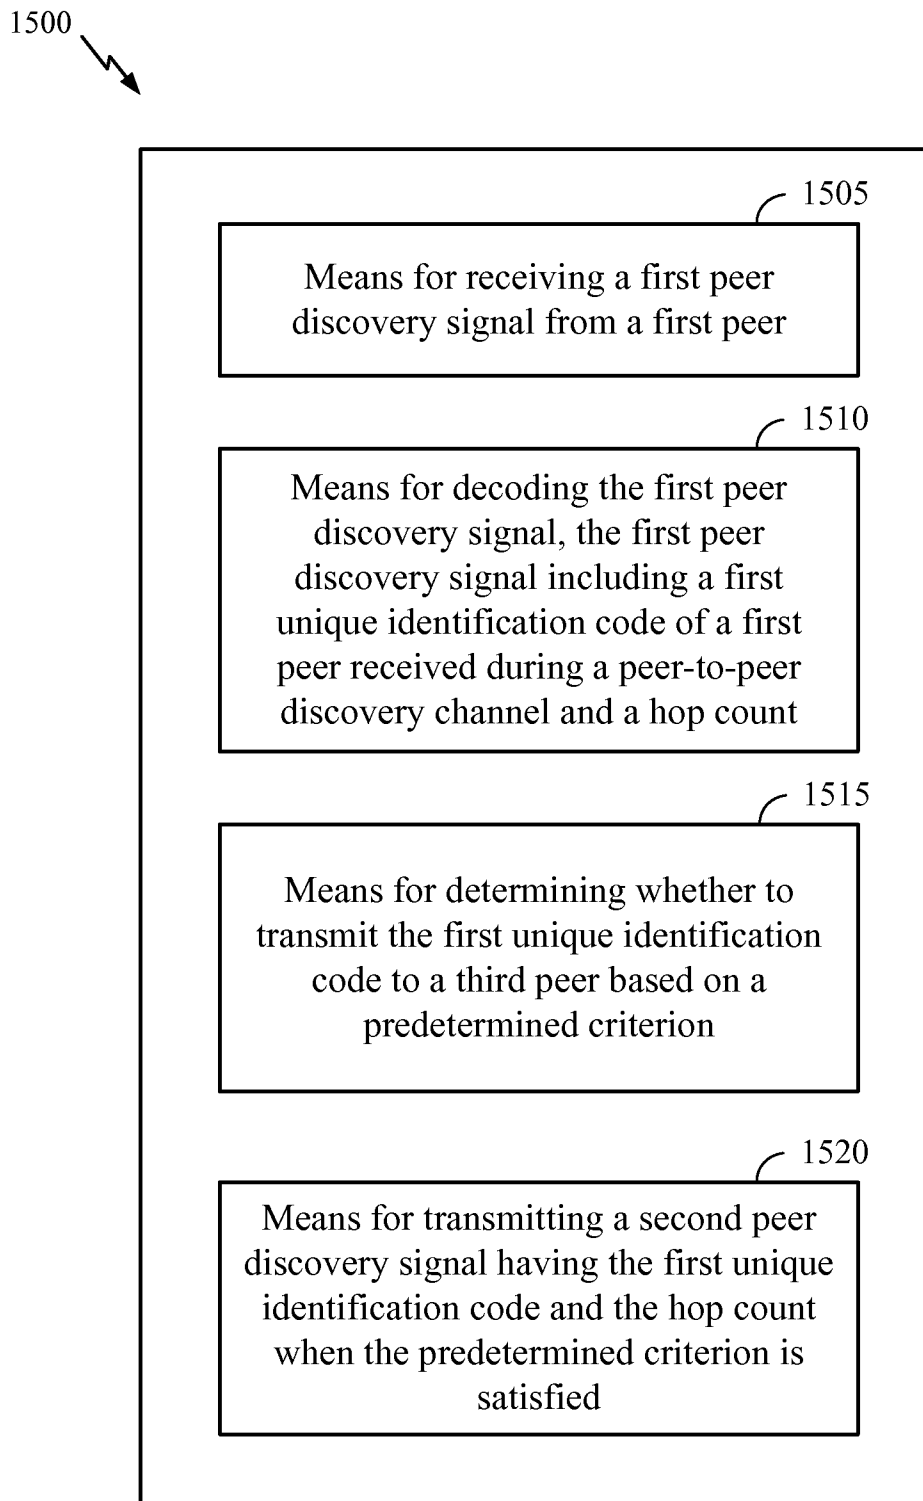 1500
1505
Means for receiving a first peer
discovery signal from a first peer
1510
Means for decoding the first peer
discovery signal, the first peer
discovery signal including a first
unique identification code of a first
peer received during a peer-to-peer
discovery channel and a hop count
1515
Means for determining whether to
transmit the first unique identification
code to a third peer based on a
predetermined criterion
1520
Means for transmitting a second peer
discovery signal having the first unique
identification code and the hop count
when the predetermined criterion is
satisfied